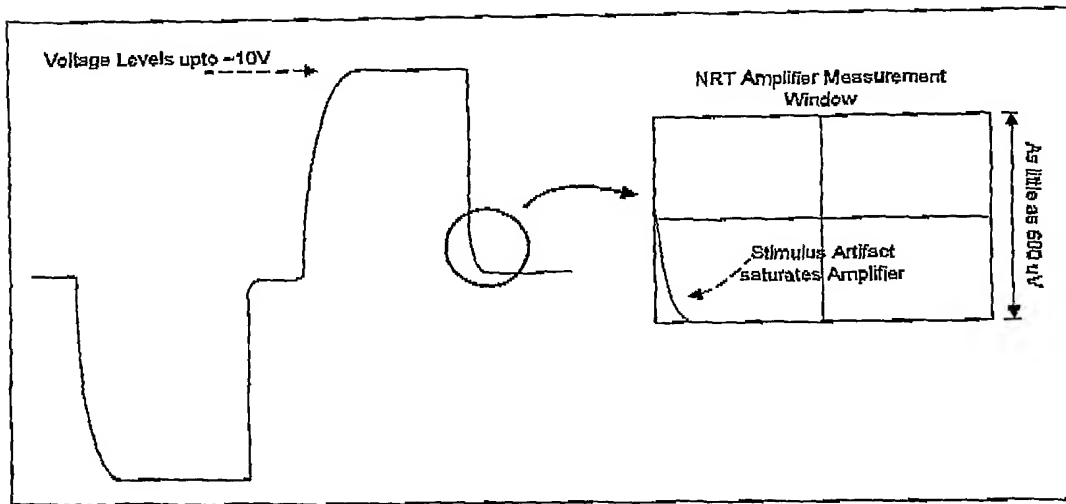 Voltage Levels upto ~10V
NRT Amplifier Measurement
Window
Stimulus Artifact
saturates Amplifier
As little as 600 uV